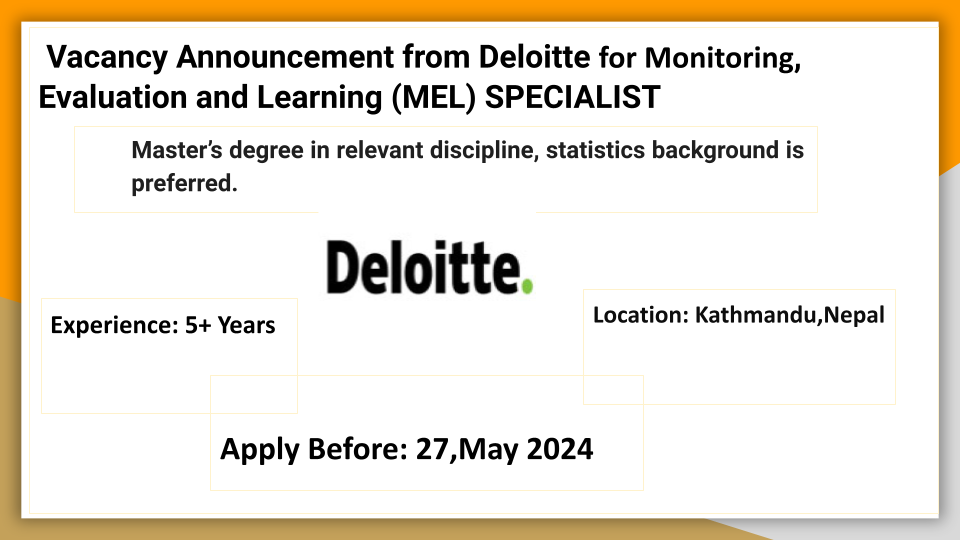 Vacancy Announcement from Deloitte for Monitoring,
Evaluation and Learning (MEL) SPECIALIST
Master’s degree in relevant discipline, statistics background is
preferred.
Deloitte.
Experience: 5+ Years
Location: Kathmandu,Nepal
Apply Before: 27,May 2024